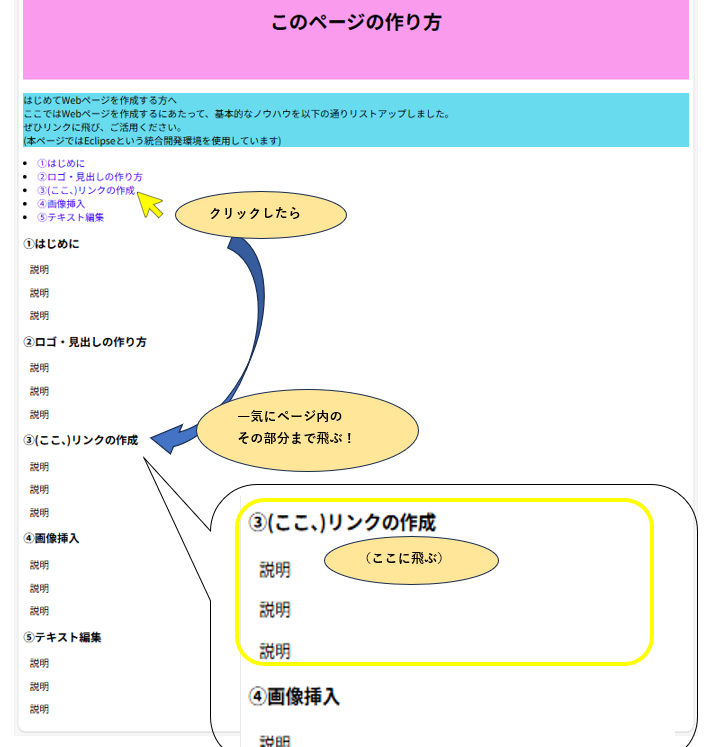 このページの作り方
はじめてWebページを作成する方へ
ここではWebページを作成するにあたって、基本的なノウハウを以下の通りリストアップしました。
ぜひリンクに飛び、ご活用ください。
(本ページではEclipseという統合開発環境を使用しています)
①はじめに
②ロゴ・見出しの作り方
③(ここ、)リンクの作成
④画像挿入
⑤テキスト編集
クリックしたら
①はじめに
説明
説明
説明
②ロゴ・見出しの作り方
説明
説明
説明
一気にページ内の
その部分まで飛ぶ！
③(ここ、)リンクの作成
説明
説明
説明
④画像挿入
説明
説明
説明
⑤テキスト編集
説明
説明
説明
③(ここ、)リンクの作成
（ここに飛ぶ）
説明
説明
説明
④画像挿入
説明